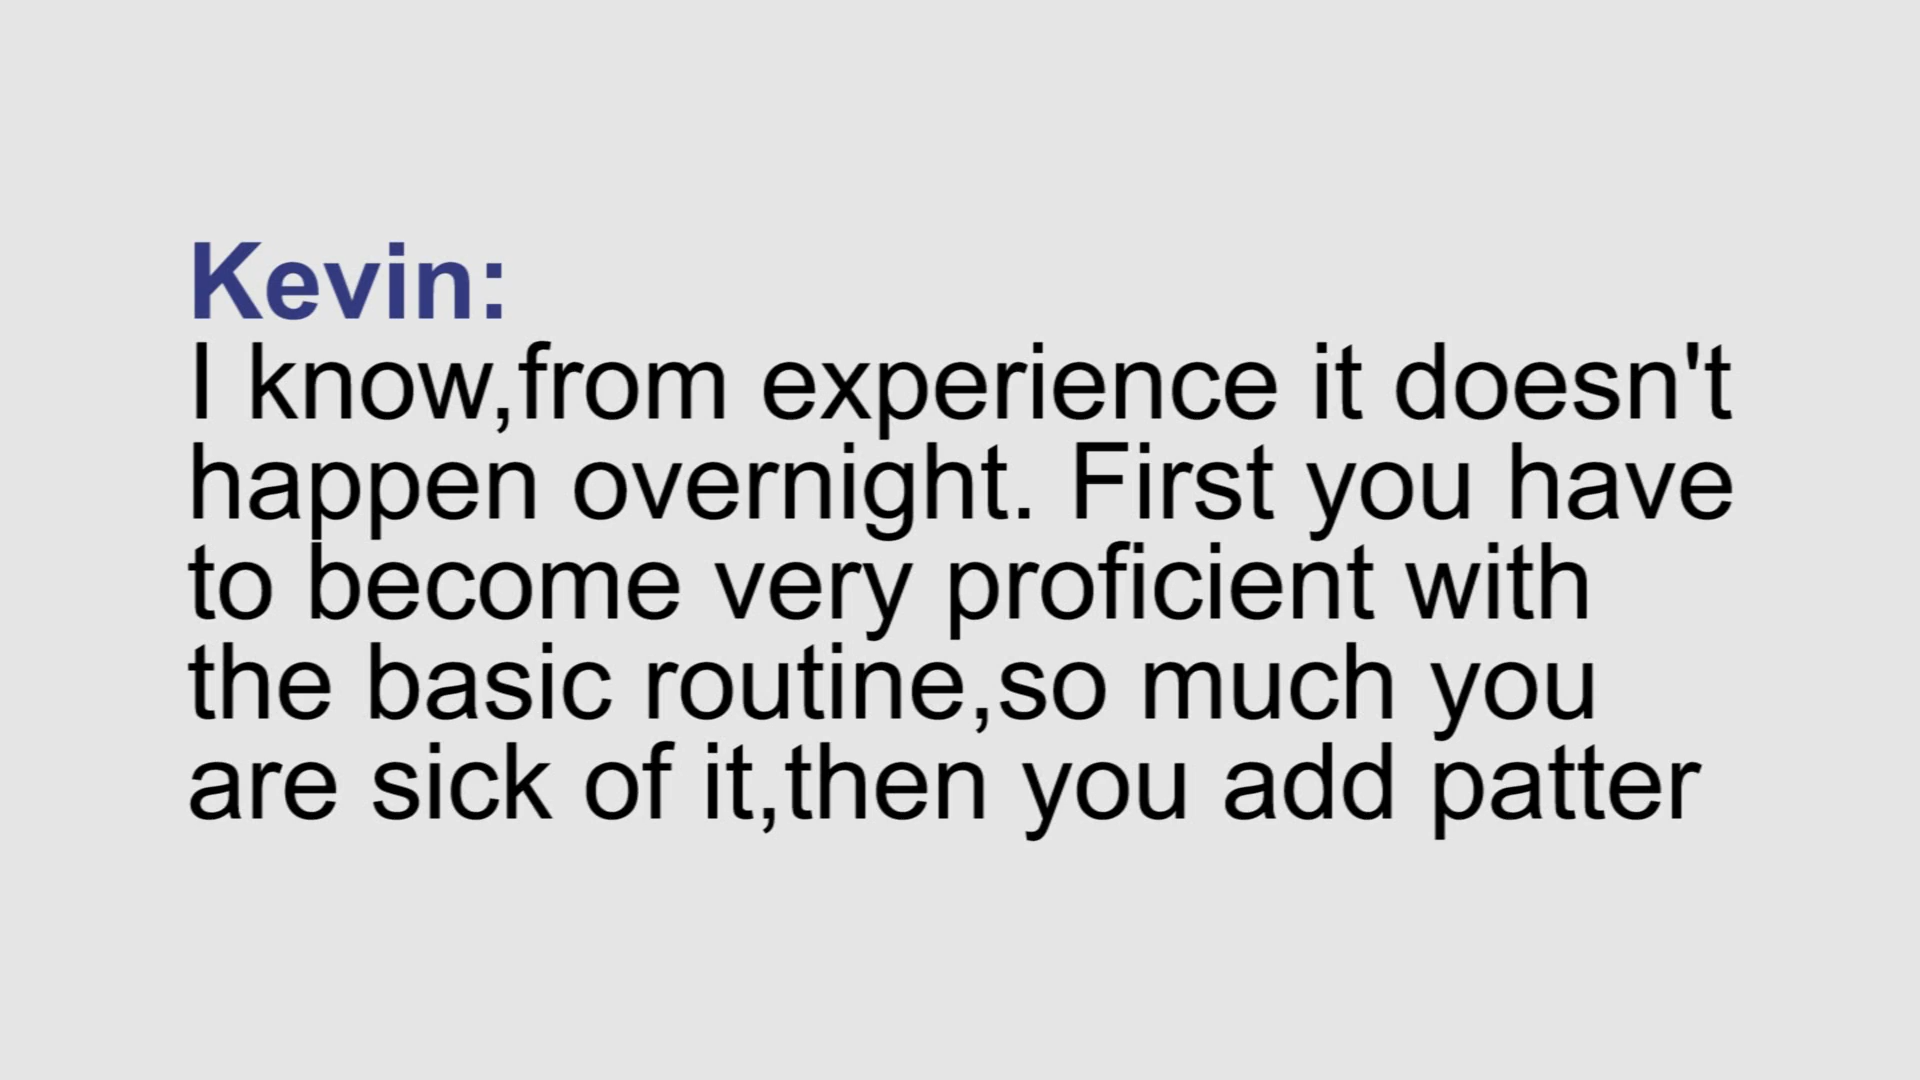 Kevin:
I know,from experience it doesn't
happen overnight. First you have
to become very proficient with
the basic routine,so much you
are sick of it,then you add patter